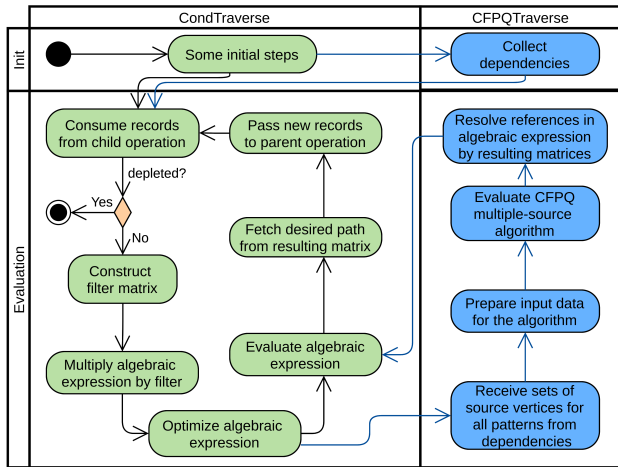 CondTraverse
CFPQTraverse
Init
Some initial steps
Collect
dependencies
Evaluation
Consume records
from child operation
Pass new records
to parent operation
Resolve references in
algebraic expression
by resulting matrices
depleted?
Yes
No
Evaluate CFPQ
multiple-source
algorithm
Fetch desired path
from resulting matrix
Construct
filter matrix
Prepare input data
for the algorithm
Evaluate algebraic
expression
Multiply algebraic
expression by filter
Receive sets of
source vertices for
all patterns from
dependencies
Optimize algebraic
expression